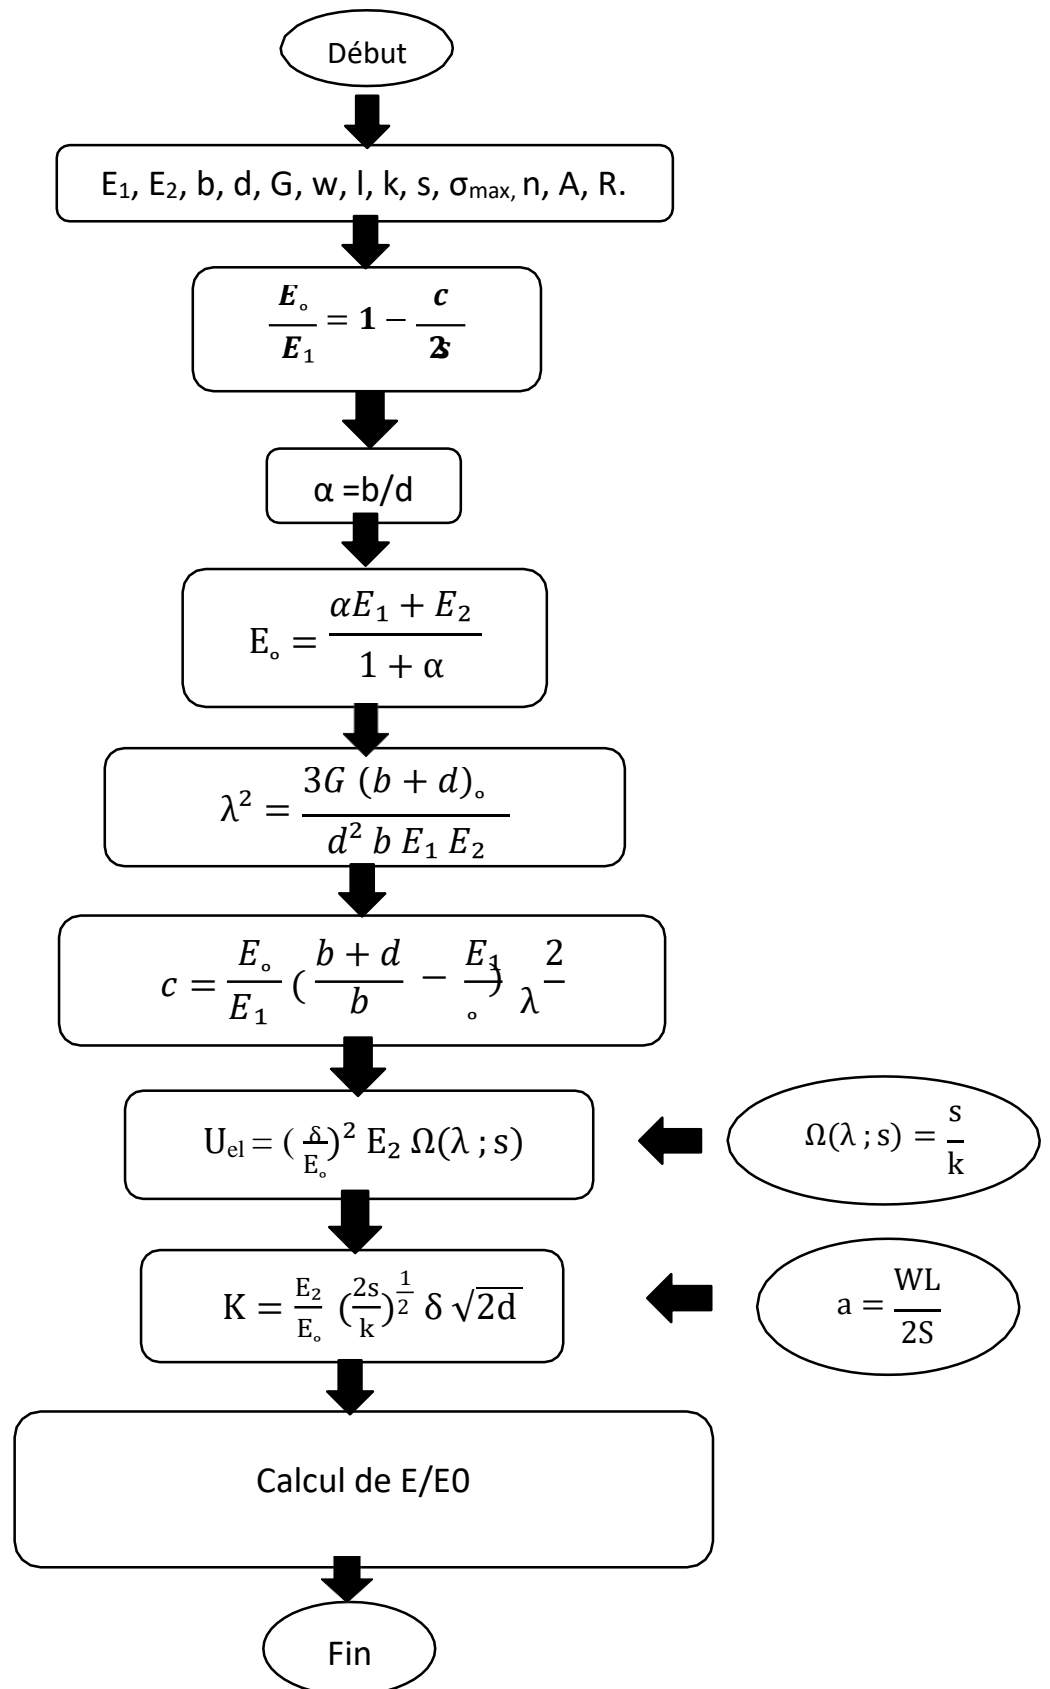 Début
E₁, E₂, b, d, G, w, l, k, s, σmax, n, A, R.
E∘/E₁ = 1 − c/2s
α =b/d
E∘ = (αE₁ + E₂)/(1 + α)
λ² = 3G (b + d)∘/(d² b E₁ E₂)
c = E∘/E₁ ( (b + d)/b − E₁/∘ ) 2/λ
Uel = (δ/E∘)² E₂ Ω(λ ; s)
Ω(λ ; s) = s/k
K = E₂/E∘ (2s/k)^(1/2) δ √2d
a = WL/2S
Calcul de E/E0
Fin